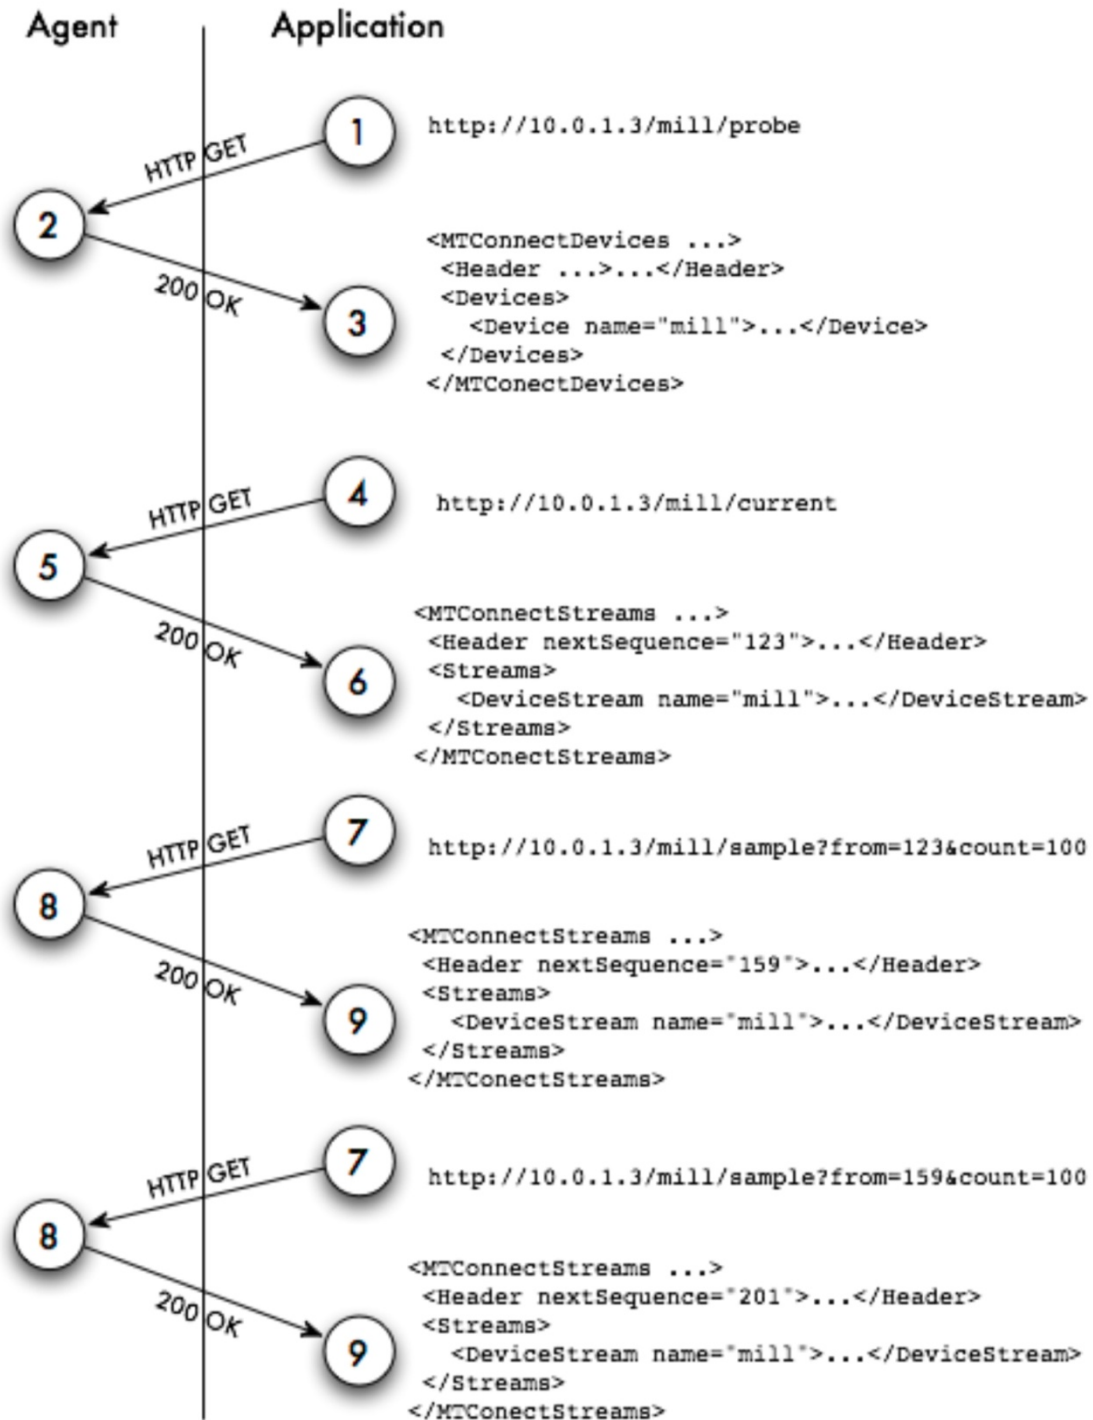 Agent Application
1 http://10.0.1.3/mill/probe
HTTP GET
2
<MTConnectDevices ...>
<Header ...>...</Header>
200 OK
<Devices>
3
<Device name="mill">...</Device>
</Devices>
</MTConectDevices>
4 http://10.0.1.3/mill/current
HTTP GET
5
<MTConnectStreams ...>
200 OK
<Header nextSequence="123">...</Header>
<Streams>
6
<DeviceStream name="mill">...</DeviceStream>
</Streams>
</MTConectStreams>
7 http://10.0.1.3/mill/sample?from=123&count=100
HTTP GET
8
<MTConnectStreams ...>
<Header nextSequence="159">...</Header>
200 OK
<Streams>
9
<DeviceStream name="mill">...</DeviceStream>
</Streams>
</MTConectStreams>
7 http://10.0.1.3/mill/sample?from=159&count=100
HTTP GET
8
<MTConnectStreams ...>
<Header nextSequence="201">...</Header>
200 OK
<Streams>
9
<DeviceStream name="mill">...</DeviceStream>
</Streams>
</MTConectStreams>